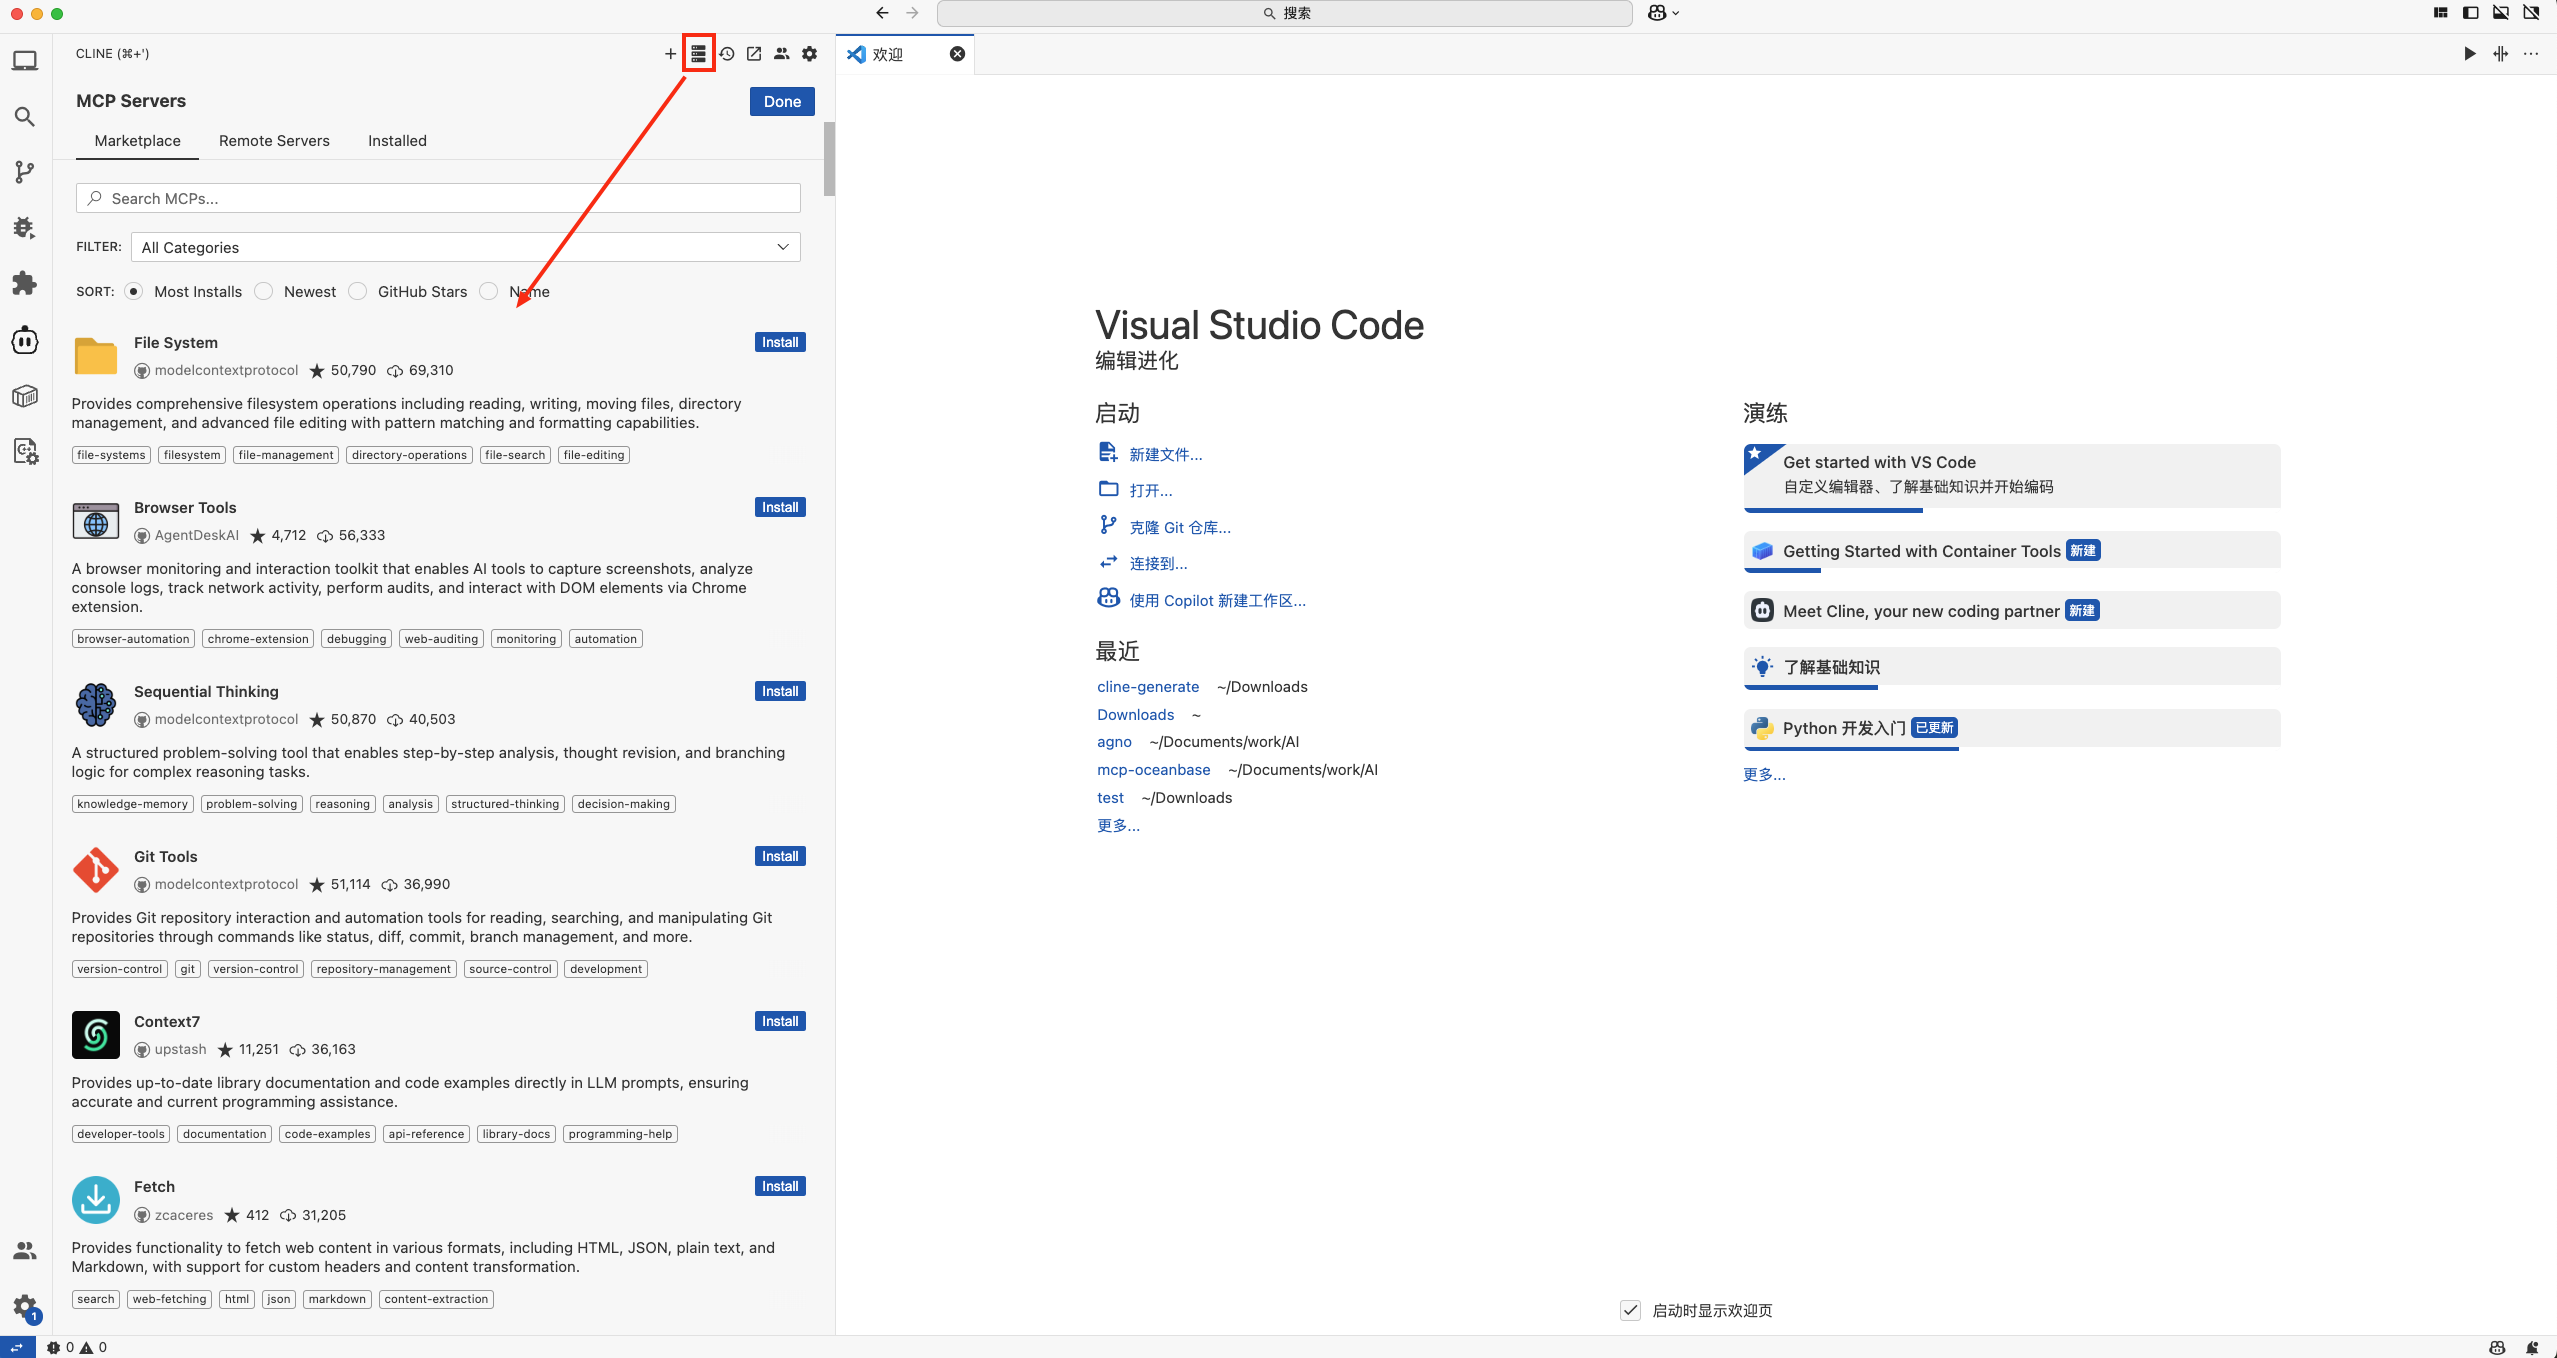 搜索
CLINE (⌘+')
MCP Servers
Done
Marketplace Remote Servers Installed
Search MCPs...
FILTER: All Categories
SORT: Most Installs Newest GitHub Stars Name
File System Install
modelcontextprotocol 50,790 69,310
Provides comprehensive filesystem operations including reading, writing, moving files, directory
management, and advanced file editing with pattern matching and formatting capabilities.
file-systems filesystem file-management directory-operations file-search file-editing
Browser Tools Install
AgentDeskAI 4,712 56,333
A browser monitoring and interaction toolkit that enables AI tools to capture screenshots, analyze
console logs, track network activity, perform audits, and interact with DOM elements via Chrome
extension.
browser-automation chrome-extension debugging web-auditing monitoring automation
Sequential Thinking Install
modelcontextprotocol 50,870 40,503
A structured problem-solving tool that enables step-by-step analysis, thought revision, and branching
logic for complex reasoning tasks.
knowledge-memory problem-solving reasoning analysis structured-thinking decision-making
Git Tools Install
modelcontextprotocol 51,114 36,990
Provides Git repository interaction and automation tools for reading, searching, and manipulating Git
repositories through commands like status, diff, commit, branch management, and more.
version-control git version-control repository-management source-control development
Context7 Install
upstash 11,251 36,163
Provides up-to-date library documentation and code examples directly in LLM prompts, ensuring
accurate and current programming assistance.
developer-tools documentation code-examples api-reference library-docs programming-help
Fetch Install
zcaceres 412 31,205
Provides functionality to fetch web content in various formats, including HTML, JSON, plain text, and
Markdown, with support for custom headers and content transformation.
search web-fetching html json markdown content-extraction
1
0 0
欢迎
Visual Studio Code
编辑进化
启动
新建文件...
打开...
克隆 Git 仓库...
连接到...
使用 Copilot 新建工作区...
最近
cline-generate ~/Downloads
Downloads ~
agno ~/Documents/work/AI
mcp-oceanbase ~/Documents/work/AI
test ~/Downloads
更多...
演练
Get started with VS Code
自定义编辑器、了解基础知识并开始编码
Getting Started with Container Tools 新建
Meet Cline, your new coding partner 新建
了解基础知识
Python 开发入门 已更新
更多...
启动时显示欢迎页